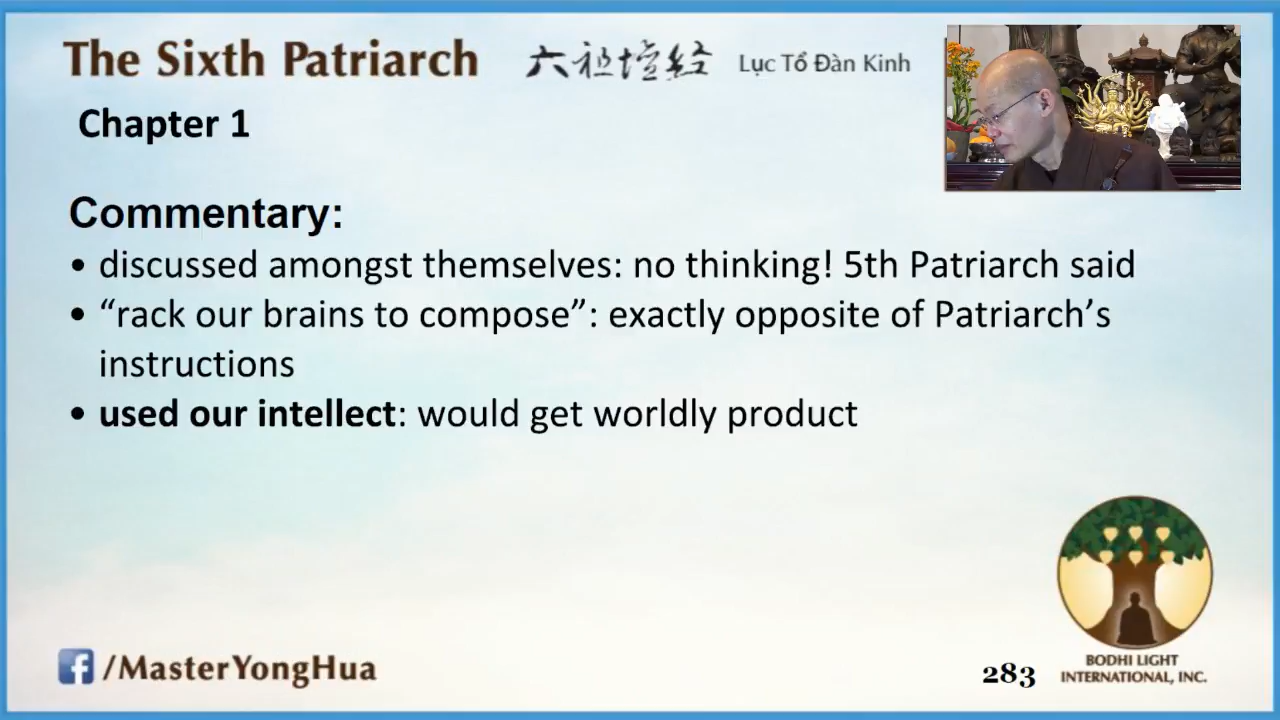 The Sixth Patriarch 六祖壇経 Lục Tổ Đàn Kinh
Chapter 1
Commentary:
• discussed amongst themselves: no thinking! 5th Patriarch said
• “rack our brains to compose”: exactly opposite of Patriarch’s
instructions
• used our intellect: would get worldly product
f /MasterYongHua
283
BODHI LIGHT
INTERNATIONAL, INC.